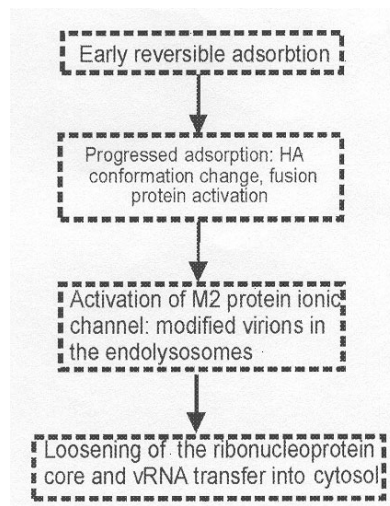 Early reversible adsorbtion
Progressed adsorption: HA
conformation change, fusion
protein activation
Activation of M2 protein ionic
channel: modified virions in
the endolysosomes
Loosening of the ribonucleoprotein
core and vRNA transfer into cytosol